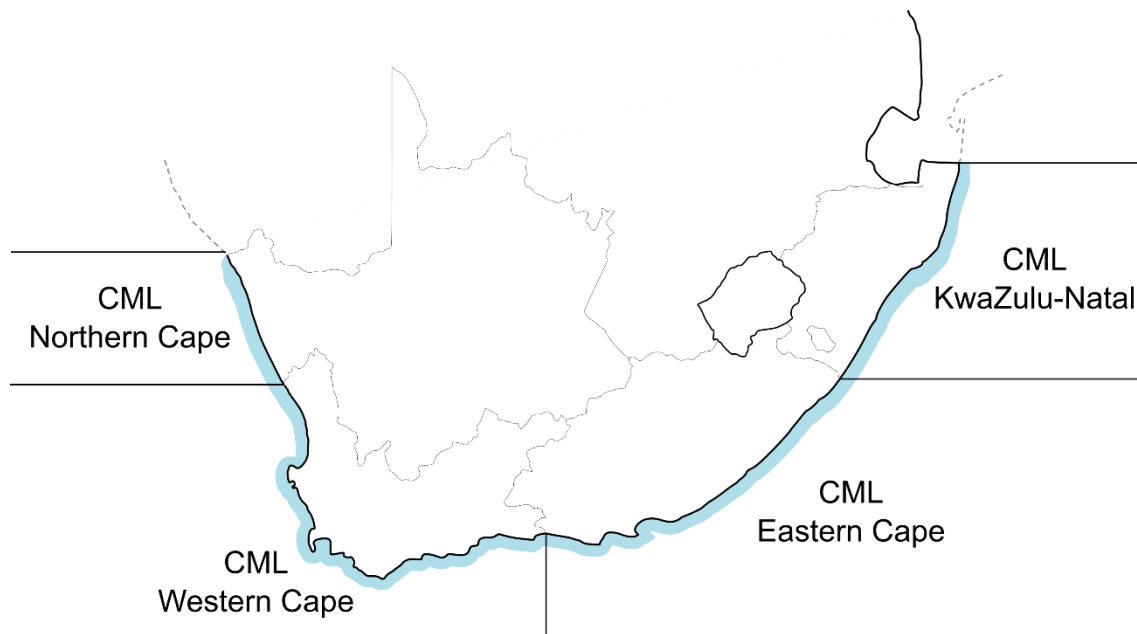 CML
Northern Cape
CML
KwaZulu-Natal
CML
Eastern Cape
CML
Western Cape